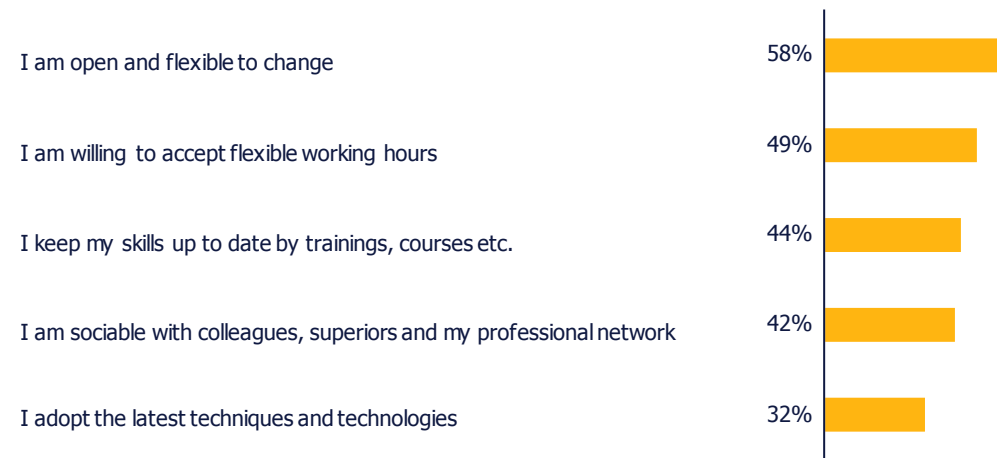 I am open and flexible to change 58%
I am willing to accept flexible working hours 49%
I keep my skills up to date by trainings, courses etc. 44%
I am sociable with colleagues, superiors and my professional network 42%
I adopt the latest techniques and technologies 32%